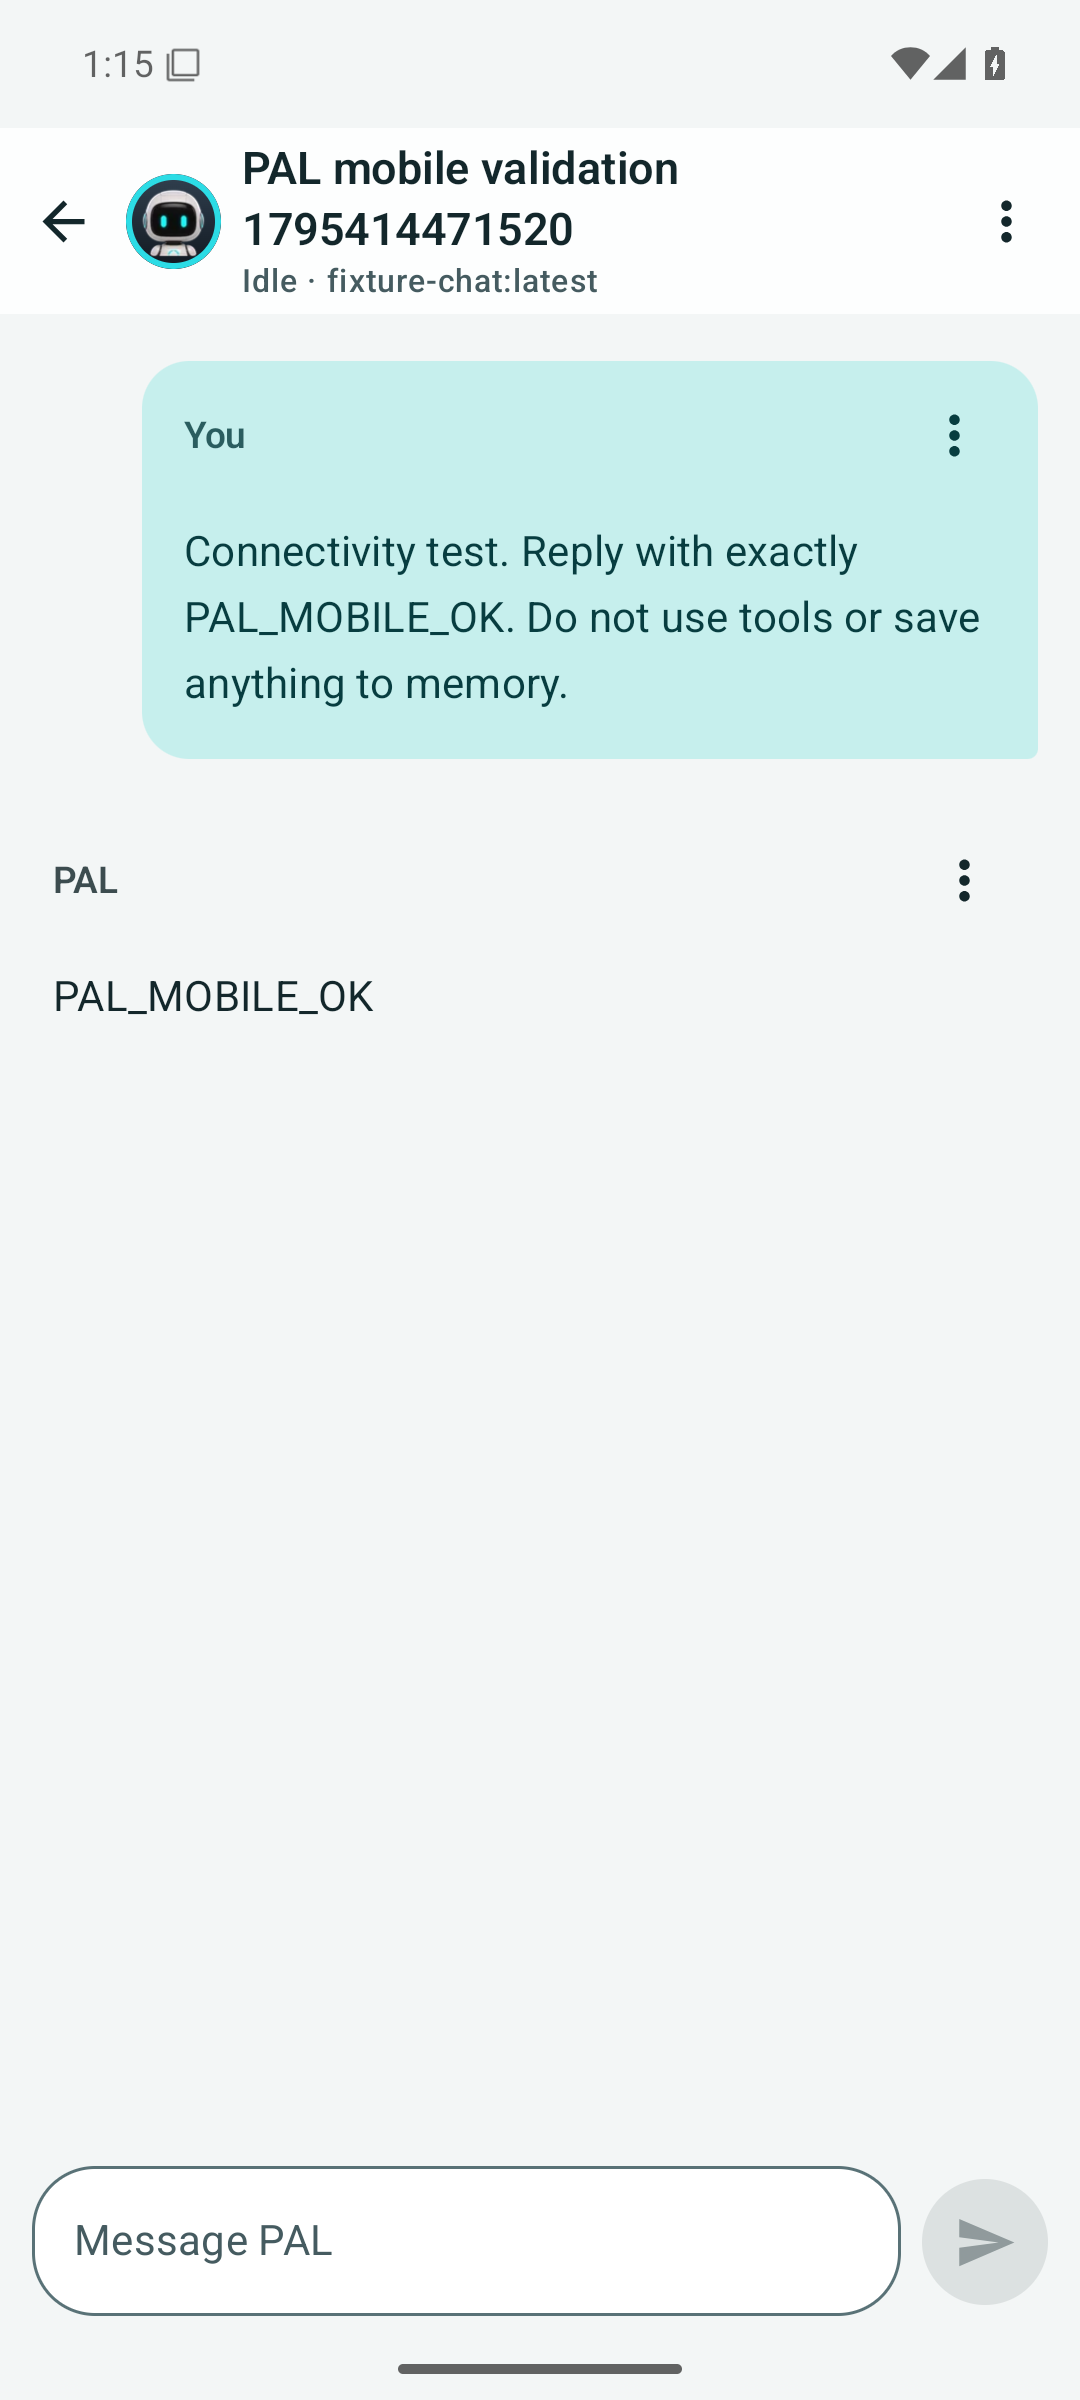 1:15
PAL mobile validation
1795414471520
Idle · fixture-chat:latest
You
Connectivity test. Reply with exactly
PAL_MOBILE_OK. Do not use tools or save
anything to memory.
PAL
PAL_MOBILE_OK
Message PAL